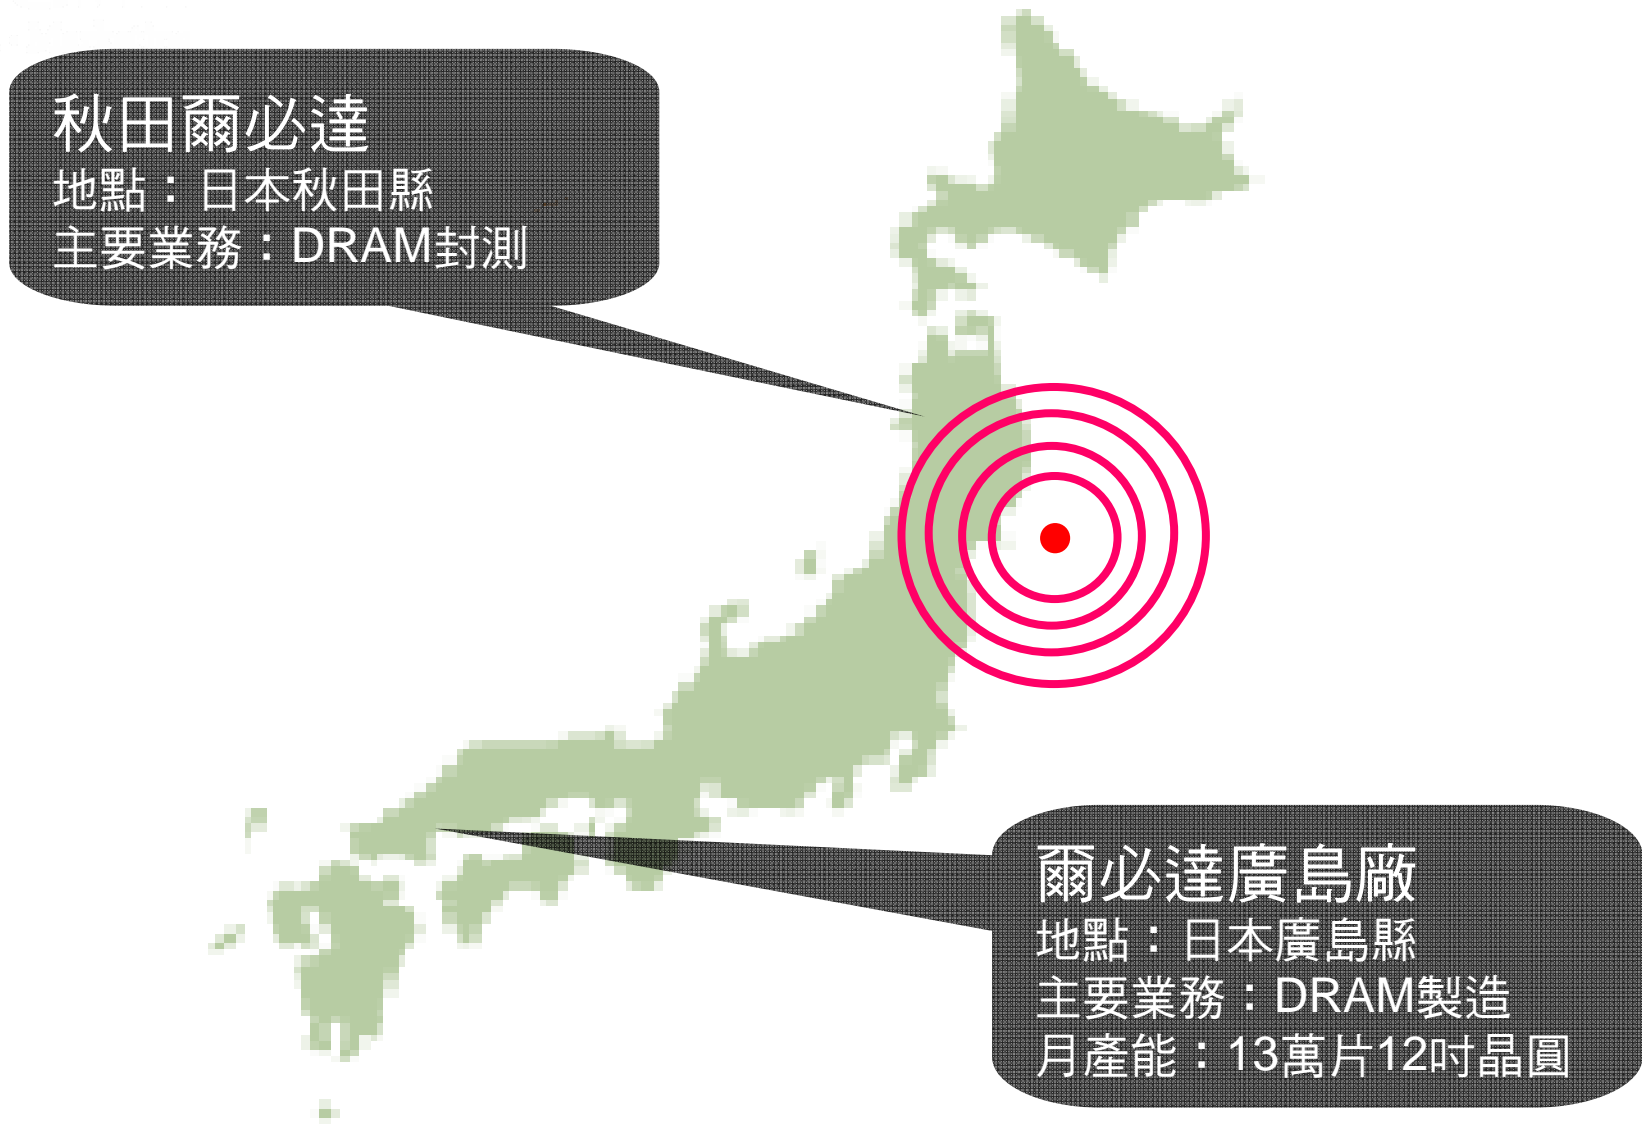 秋田爾必達
地點：日本秋田縣
主要業務：DRAM封測
爾必達廣島廠
地點：日本廣島縣
主要業務：DRAM製造
月產能：13萬片12吋晶圓